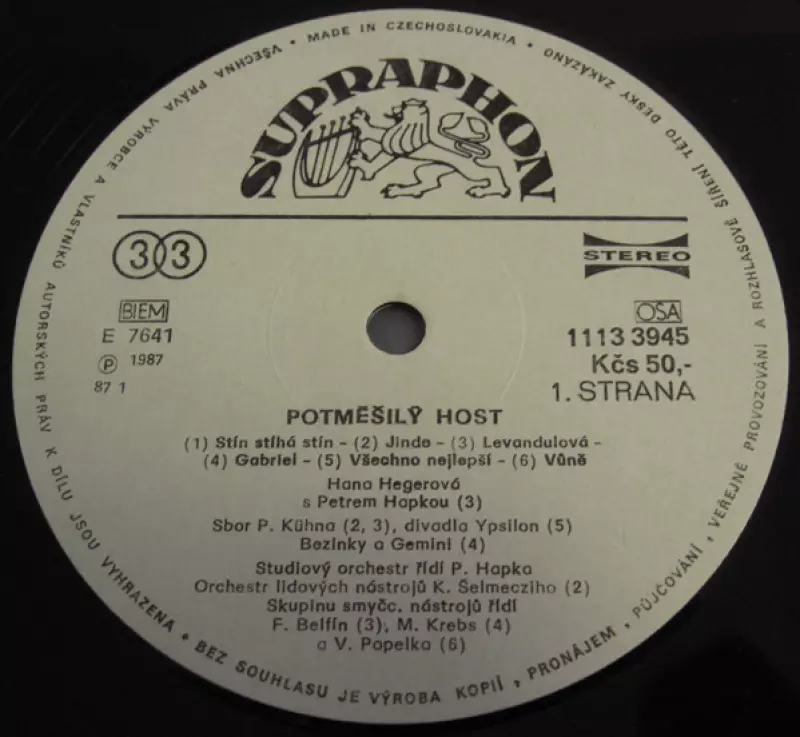 VŠECHNA PRÁVA VÝROBCE A VLASTNÍKŮ AUTORSKÝCH PRÁV K DÍLU JSOU VYHRAZENA • BEZ SOUHLASU JE VÝROBA KOPIÍ, PRONÁJEM, PŮJČOVÁNÍ, VEŘEJNÉ PROVOZOVÁNÍ A ROZHLASOVÉ ŠÍŘENÍ TÉTO DESKY ZAKÁZÁNO • MADE IN CZECHOSLOVAKIA •
SUPRAPHON
33
STEREO
BIEM
OSA
E 7641
1113 3945
Ⓟ 1987
Kčs 50,-
87 1
1. STRANA
POTMĚŠILÝ HOST
(1) Stín stíhá stín – (2) Jinde – (3) Levandulová –
(4) Gabriel – (5) Všechno nejlepší – (6) Vůně
Hana Hegerová
s Petrem Hapkou (3)
Sbor P. Kühna (2, 3), divadla Ypsilon (5)
Bezinky a Gemini (4)
Studiový orchestr řídí P. Hapka
Orchestr lidových nástrojů K. Šelmecziho (2)
Skupinu smyčc. nástrojů řídí
F. Belfín (3), M. Krebs (4)
a V. Popelka (6)